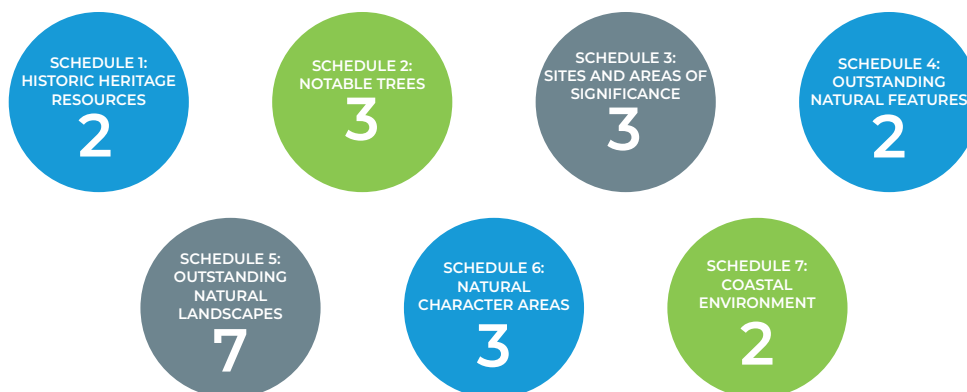 SCHEDULE 1:
HISTORIC HERITAGE
RESOURCES
2
SCHEDULE 2:
NOTABLE TREES
3
SCHEDULE 3:
SITES AND AREAS OF
SIGNIFICANCE
3
SCHEDULE 4:
OUTSTANDING
NATURAL FEATURES
2
SCHEDULE 5:
OUTSTANDING
NATURAL
LANDSCAPES
7
SCHEDULE 6:
NATURAL
CHARACTER AREAS
3
SCHEDULE 7:
COASTAL
ENVIRONMENT
2